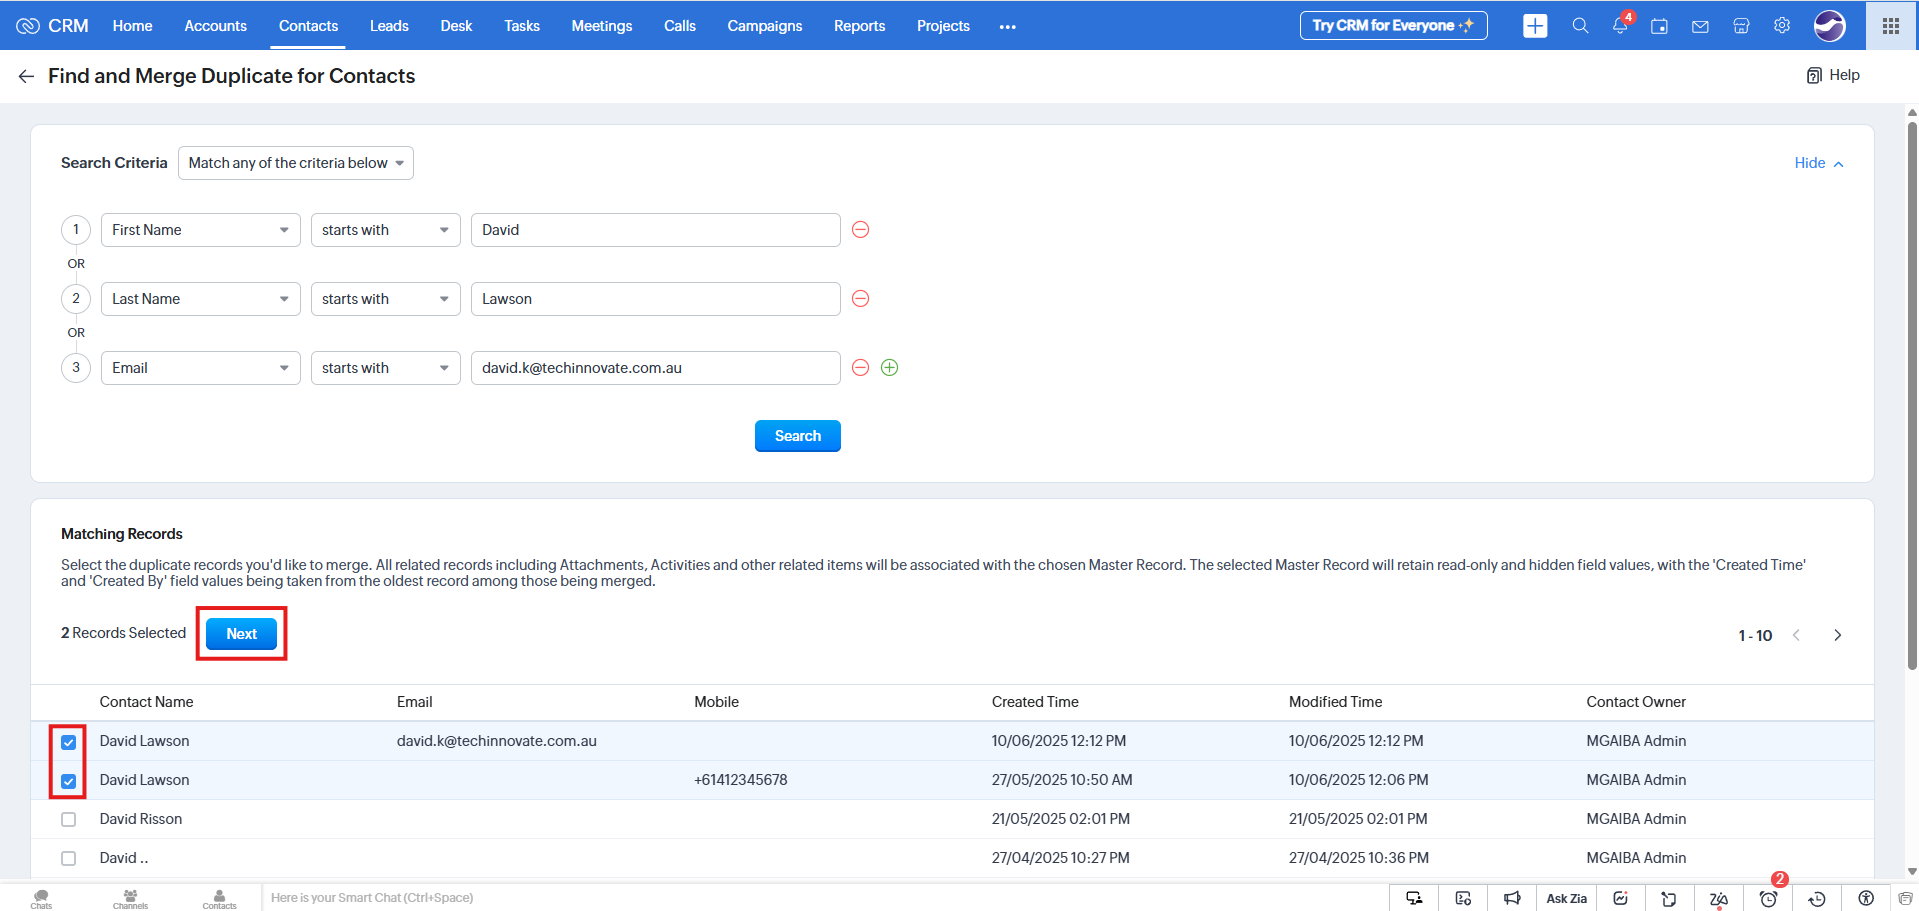 CRM Home Accounts Contacts Leads Desk Tasks Meetings Calls Campaigns Reports Projects ••• Try CRM for Everyone 4
Find and Merge Duplicate for Contacts Help
Search Criteria Match any of the criteria below Hide
1 First Name starts with David
OR
2 Last Name starts with Lawson
OR
3 Email starts with david.k@techinnovate.com.au
Search
Matching Records
Select the duplicate records you'd like to merge. All related records including Attachments, Activities and other related items will be associated with the chosen Master Record. The selected Master Record will retain read-only and hidden field values, with the 'Created Time'
and 'Created By' field values being taken from the oldest record among those being merged.
2 Records Selected Next 1 - 10
Contact Name Email Mobile Created Time Modified Time Contact Owner
David Lawson david.k@techinnovate.com.au 10/06/2025 12:12 PM 10/06/2025 12:12 PM MGAIBA Admin
David Lawson +61412345678 27/05/2025 10:50 AM 10/06/2025 12:06 PM MGAIBA Admin
David Risson 21/05/2025 02:01 PM 21/05/2025 02:01 PM MGAIBA Admin
David .. 27/04/2025 10:27 PM 27/04/2025 10:36 PM MGAIBA Admin
Chats Channels Contacts Here is your Smart Chat (Ctrl+Space) Ask Zia 2